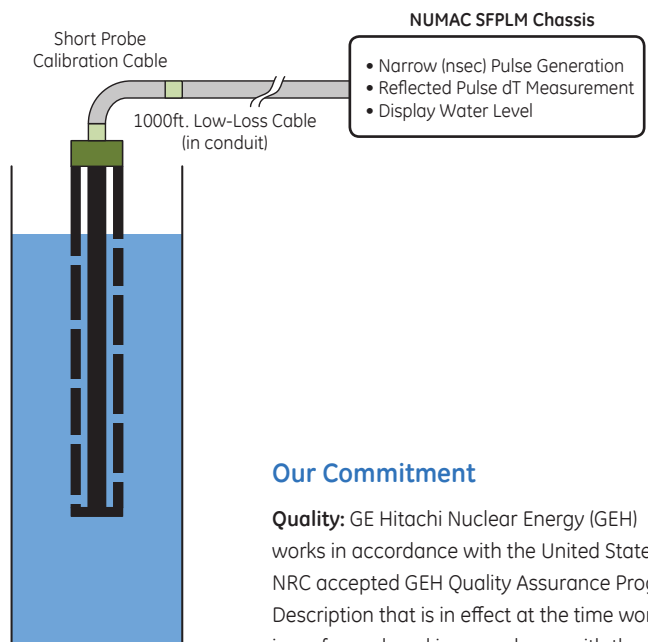 NUMAC SFPLM Chassis
Short Probe
Calibration Cable
• Narrow (nsec) Pulse Generation
• Reflected Pulse dT Measurement
• Display Water Level
1000ft. Low-Loss Cable
(in conduit)
Our Commitment
Quality: GE Hitachi Nuclear Energy (GEH)
works in accordance with the United State
NRC accepted GEH Quality Assurance Prog
Description that is in effect at the time wor